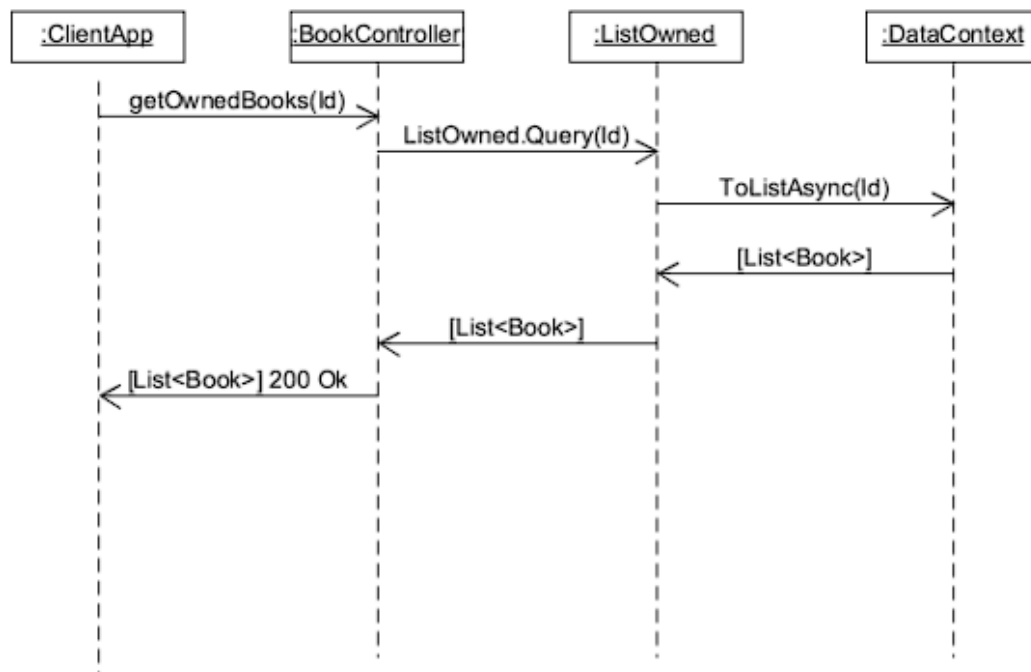 :ClientApp
:BookController
:ListOwned
:DataContext
getOwnedBooks(Id)
ListOwned.Query(Id)
ToListAsync(Id)
[List<Book>]
[List<Book>]
[List<Book>] 200 Ok